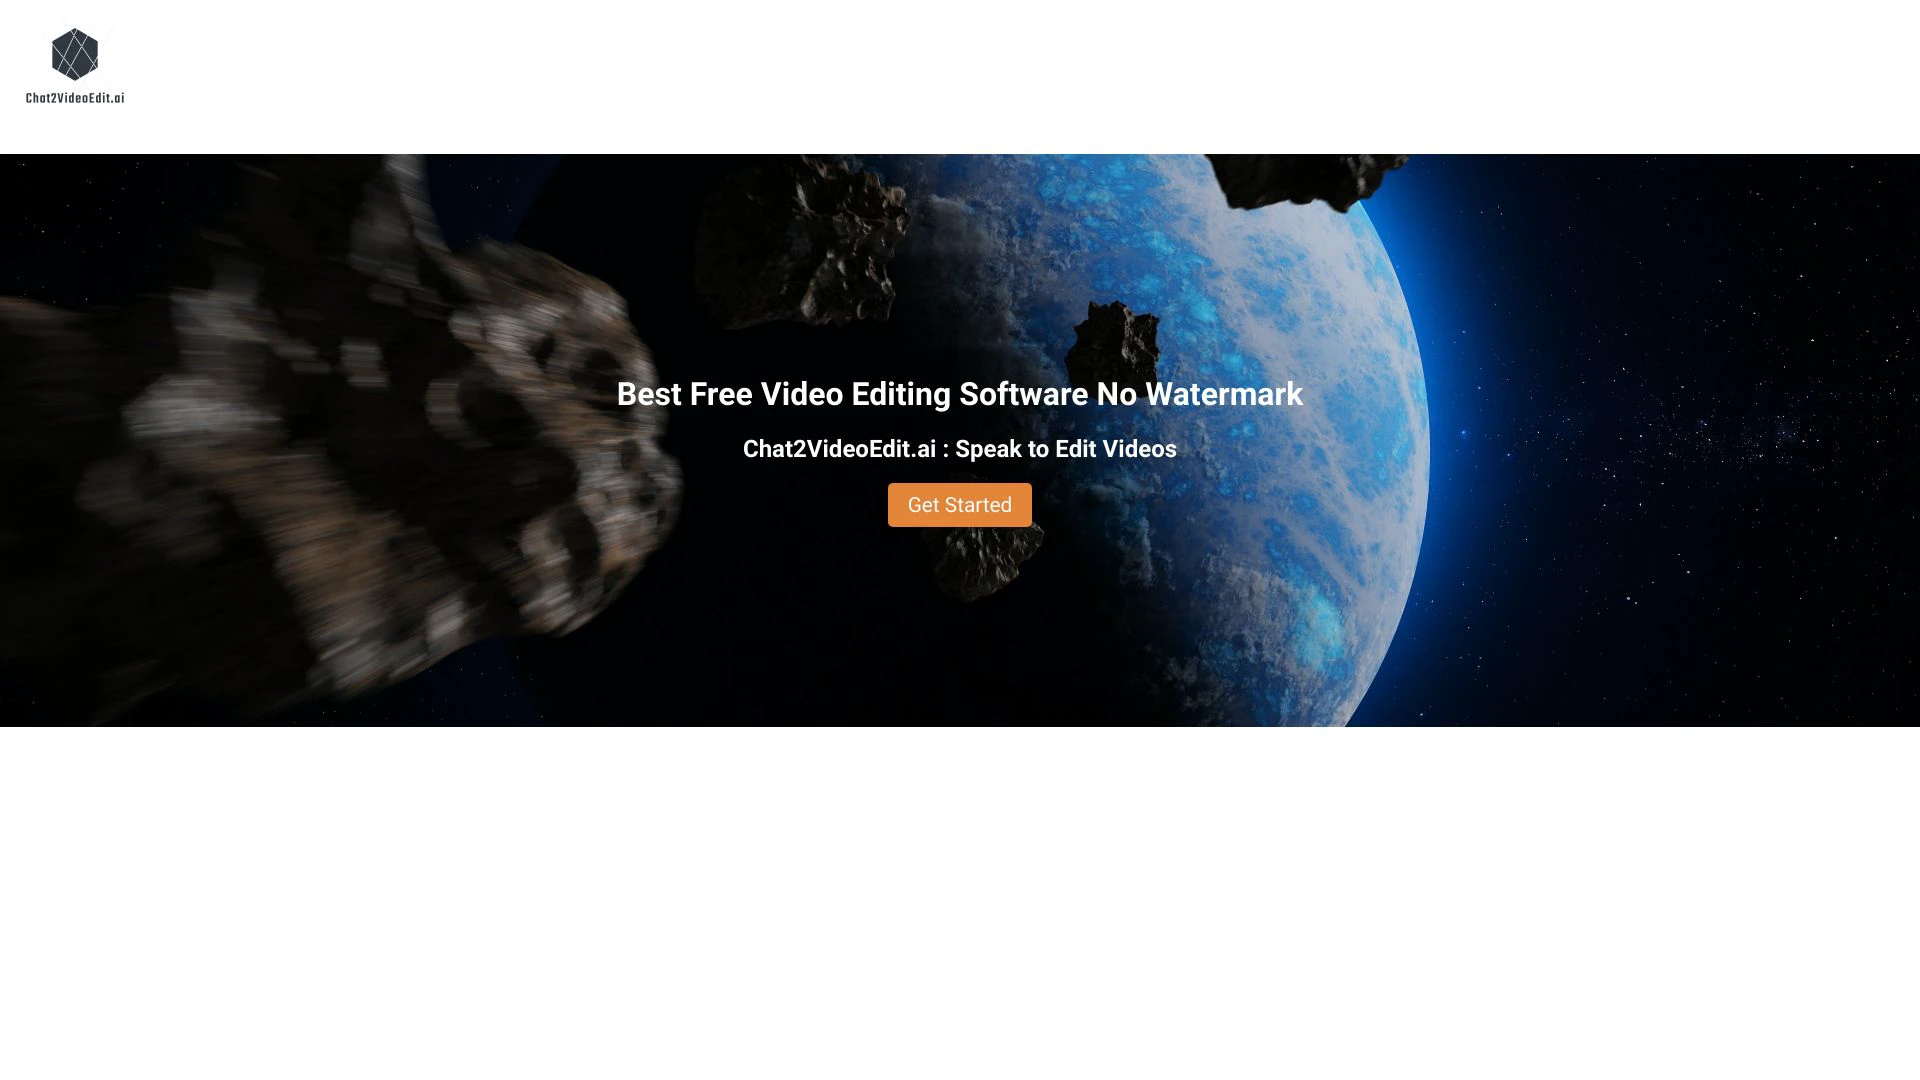 Chat2VideoEdit.ai
Best Free Video Editing Software No Watermark
Chat2VideoEdit.ai : Speak to Edit Videos
Get Started